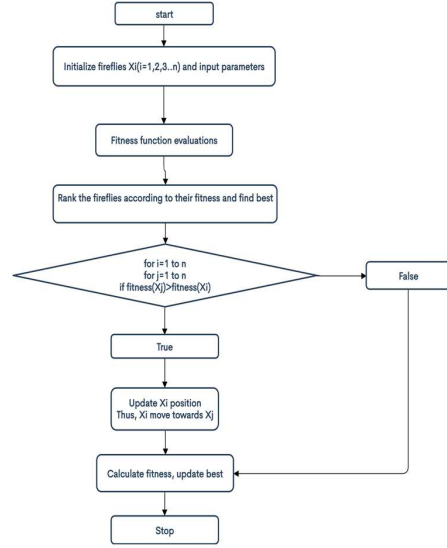 start
Initialize fireflies Xi(i=1,2,3..n) and input parameters
Fitness function evaluations
Rank the fireflies according to their fitness and find best
for i=1 to n
for j=1 to n
if fitness(Xj)>fitness(Xi)
False
True
Update Xi position
Thus, Xi move towards Xj
Calculate fitness, update best
Stop